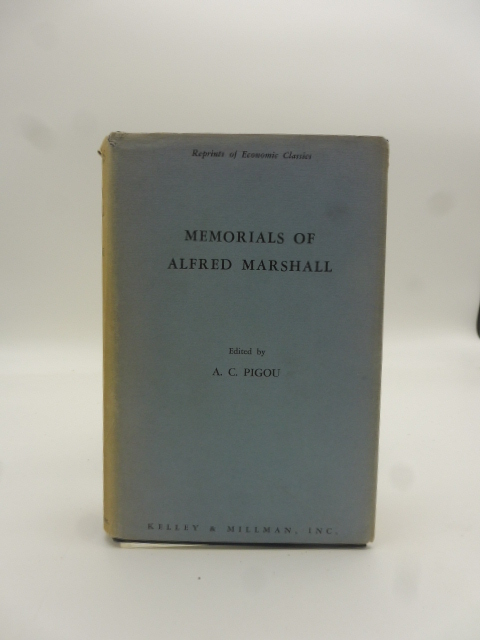 Reprints of Economic Classics
MEMORIALS OF
ALFRED MARSHALL
Edited by
A. C. PIGOU
KELLEY & MILLMAN, INC.